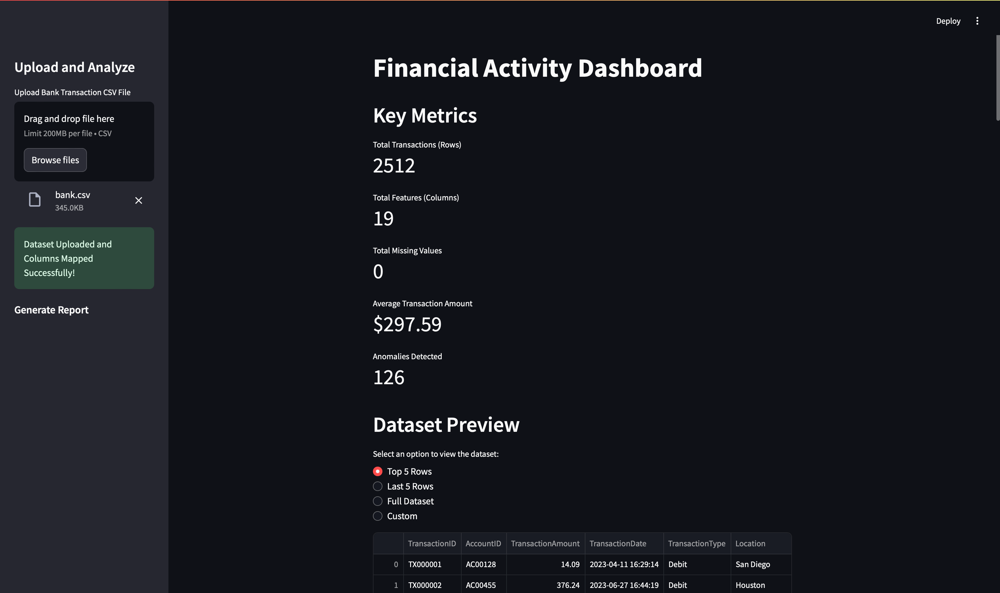 Deploy
Upload and Analyze
Upload Bank Transaction CSV File
Drag and drop file here
Limit 200MB per file • CSV
Browse files
bank.csv
345.0KB
Dataset Uploaded and
Columns Mapped
Successfully!
Generate Report
Financial Activity Dashboard
Key Metrics
Total Transactions (Rows)
2512
Total Features (Columns)
19
Total Missing Values
0
Average Transaction Amount
$297.59
Anomalies Detected
126
Dataset Preview
Select an option to view the dataset:
Top 5 Rows
Last 5 Rows
Full Dataset
Custom
TransactionID AccountID TransactionAmount TransactionDate TransactionType Location
0 TX000001 AC00128 14.09 2023-04-11 16:29:14 Debit San Diego
1 TX000002 AC00455 376.24 2023-06-27 16:44:19 Debit Houston